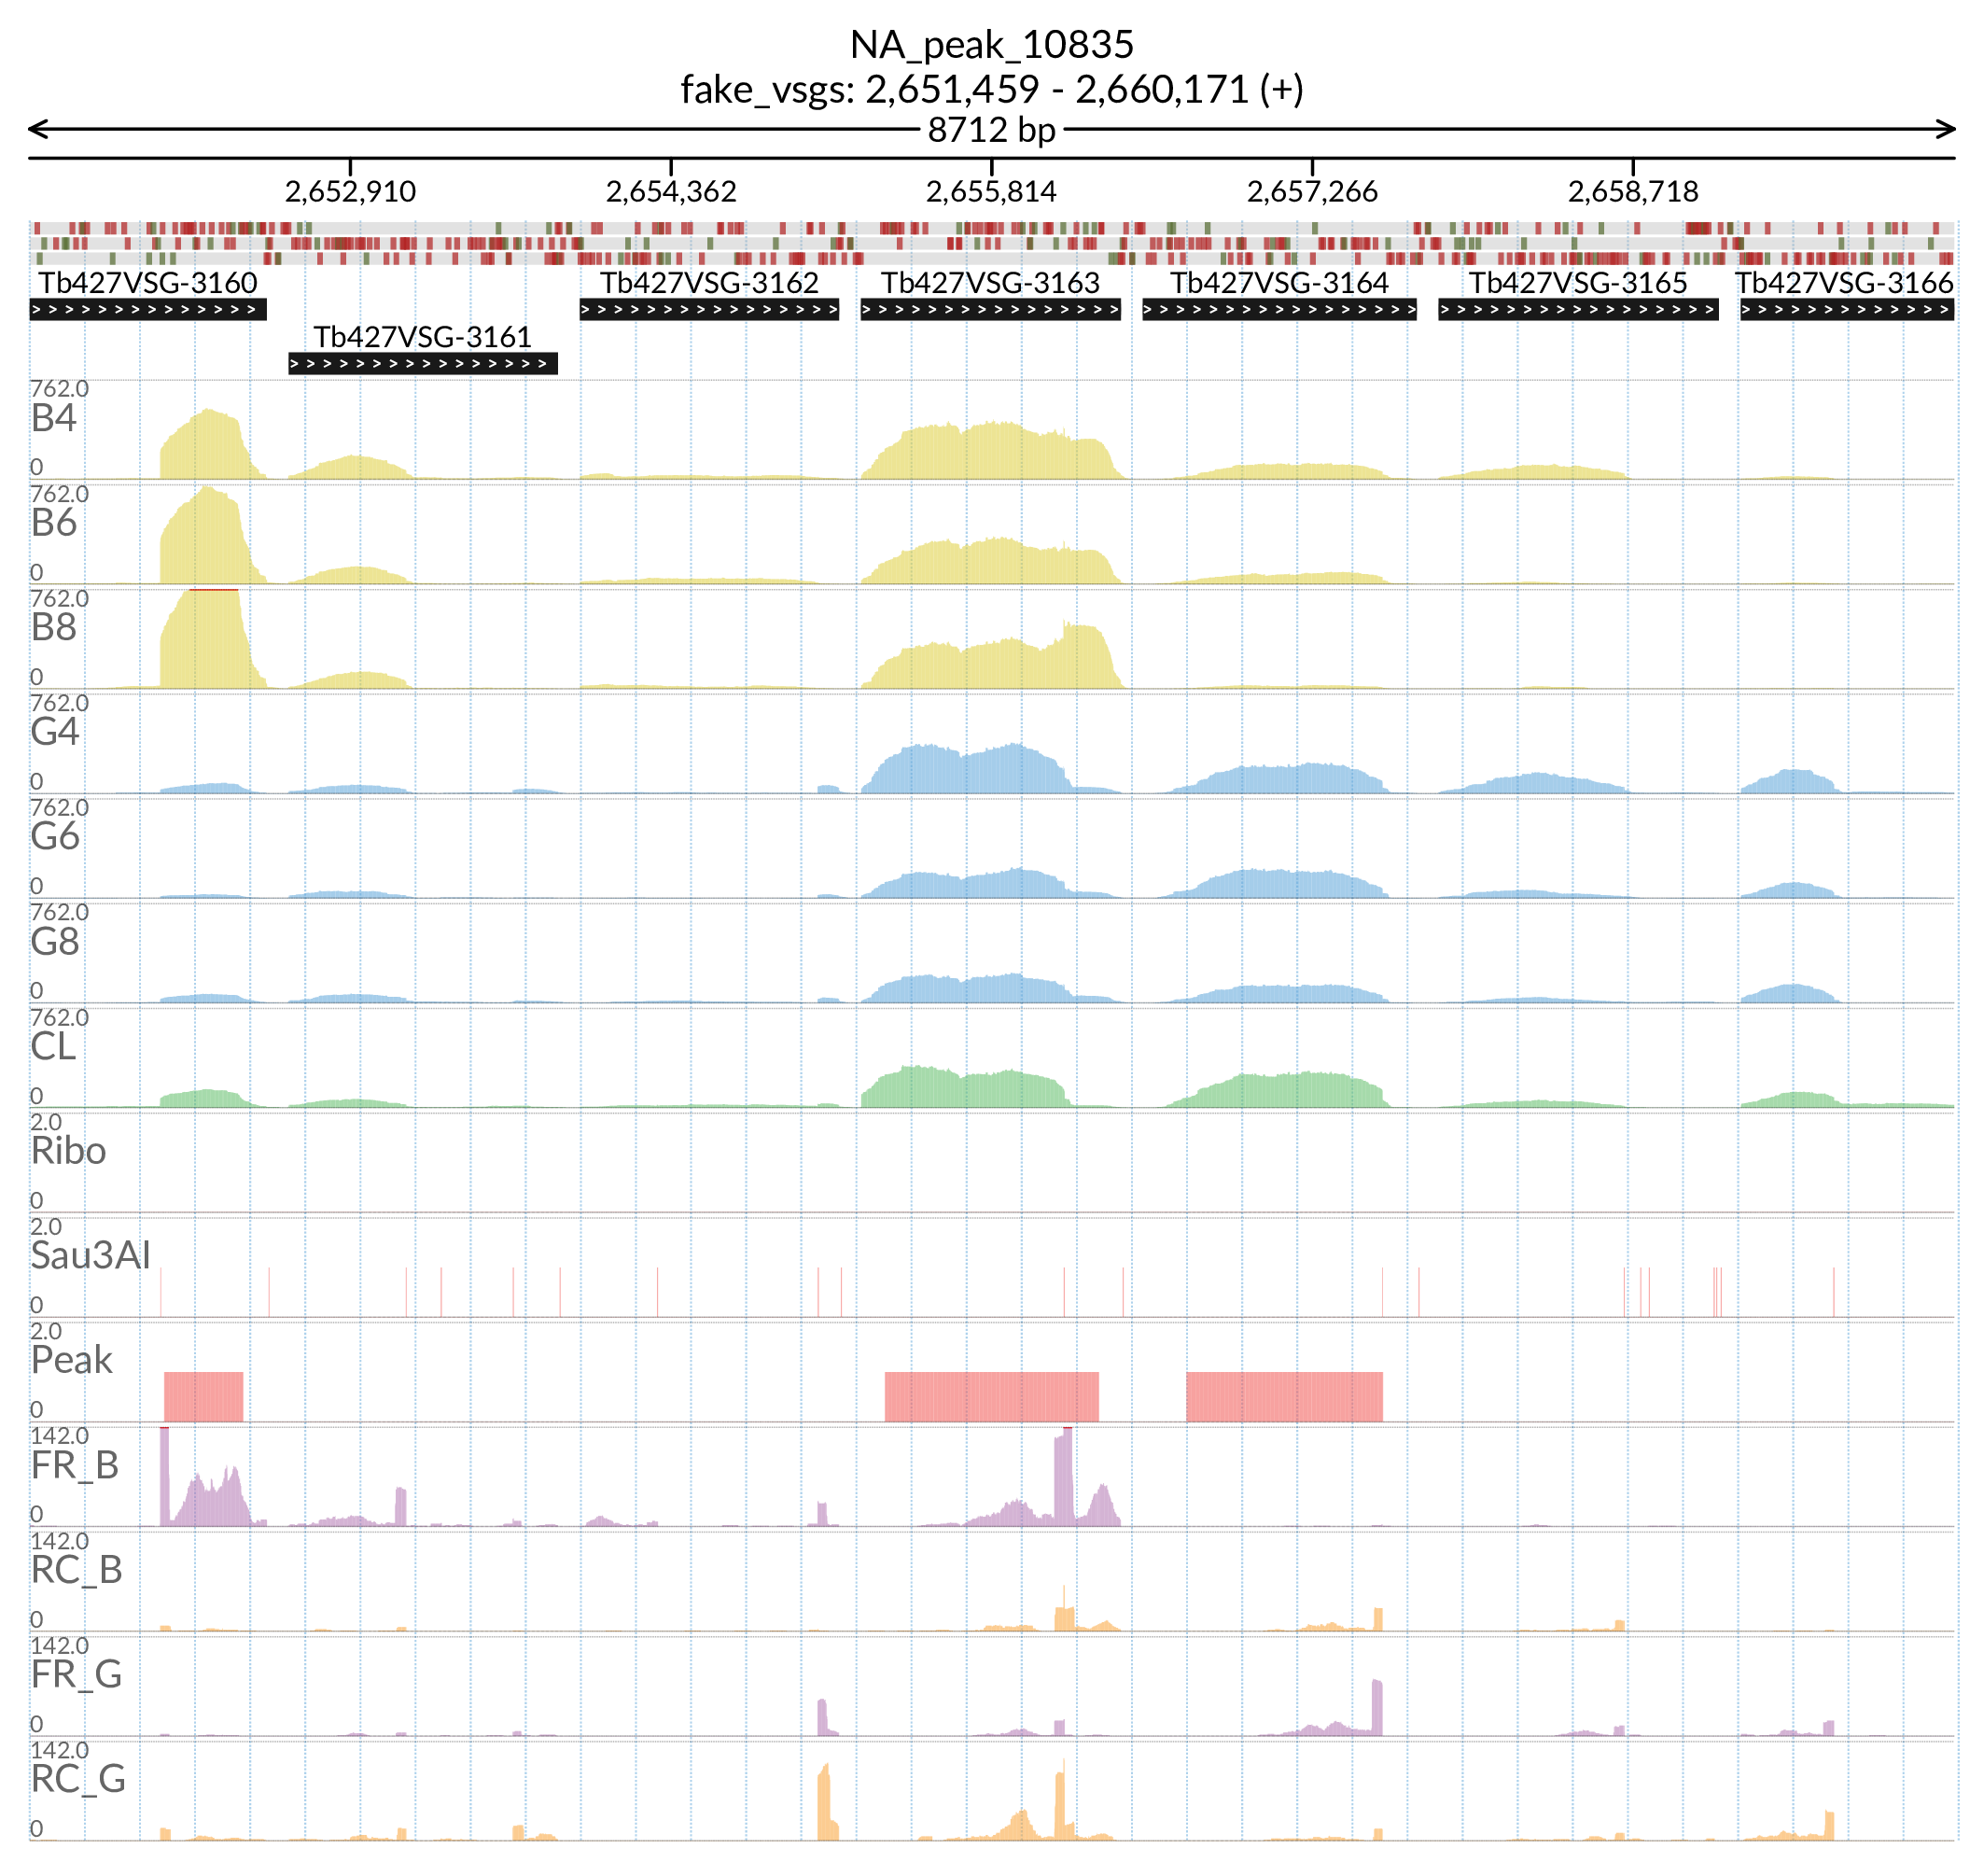 NA_peak_10835
fake_vsgs: 2,651,459 - 2,660,171 (+)
8712 bp
2,652,910 2,654,362 2,655,814 2,657,266 2,658,718
Tb427VSG-3160 Tb427VSG-3162 Tb427VSG-3163 Tb427VSG-3164 Tb427VSG-3165 Tb427VSG-3166
Tb427VSG-3161
762.0
B4
0
762.0
B6
0
762.0
B8
0
762.0
G4
0
762.0
G6
0
762.0
G8
0
762.0
CL
0
2.0
Ribo
0
2.0
Sau3AI
0
2.0
Peak
0
142.0
FR_B
0
142.0
RC_B
0
142.0
FR_G
0
142.0
RC_G
0